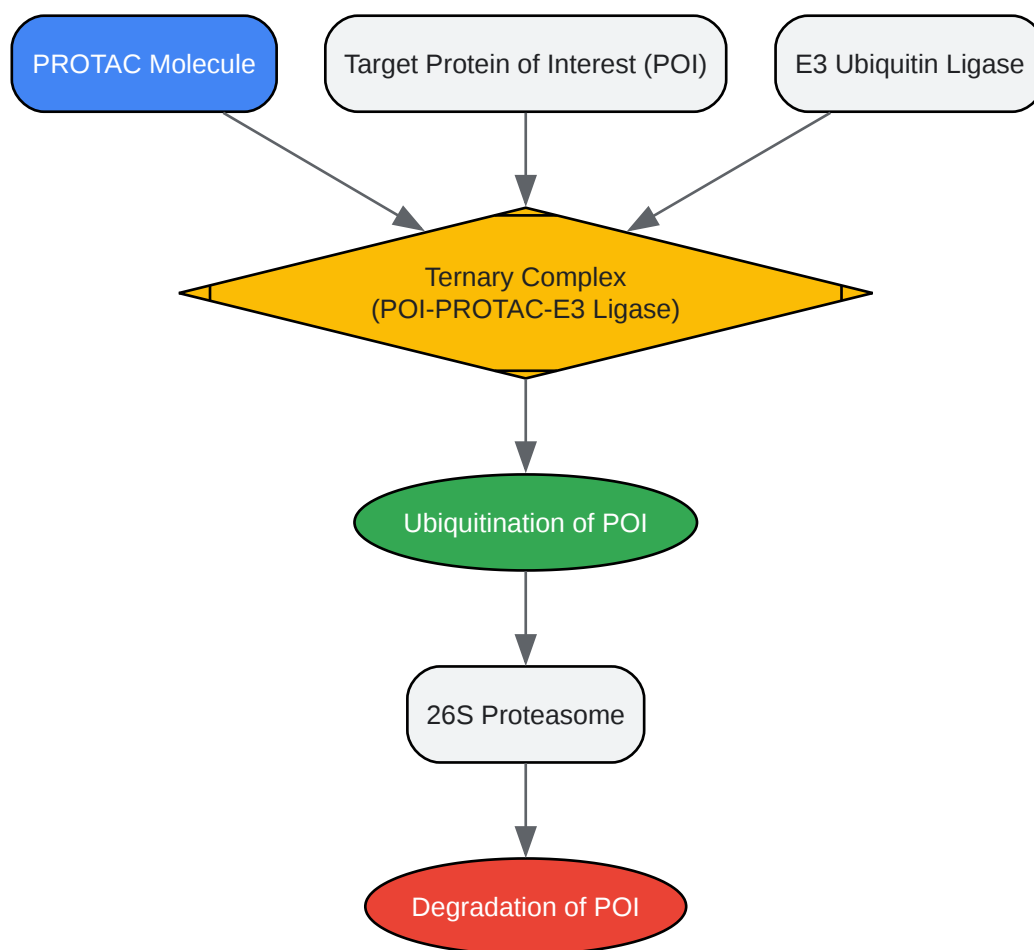 PROTAC Molecule
Target Protein of Interest (POI)
E3 Ubiquitin Ligase
Ternary Complex
(POI-PROTAC-E3 Ligase)
Ubiquitination of POI
26S Proteasome
Degradation of POI